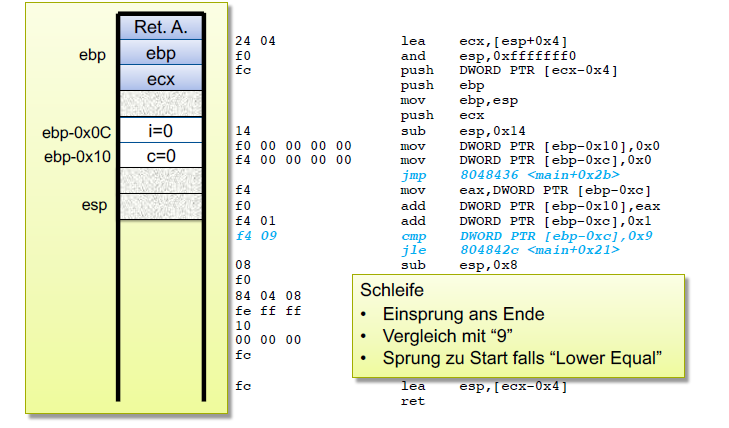 Ret. A.
ebp ebp
ecx
ebp-0x0C i=0
ebp-0x10 c=0
esp
24 04 lea ecx,[esp+0x4]
f0 and esp,0xfffffff0
fc push DWORD PTR [ecx-0x4]
push ebp
mov ebp,esp
push ecx
14 sub esp,0x14
f0 00 00 00 00 mov DWORD PTR [ebp-0x10],0x0
f4 00 00 00 00 mov DWORD PTR [ebp-0xc],0x0
jmp 8048436 <main+0x2b>
f4 mov eax,DWORD PTR [ebp-0xc]
f0 add DWORD PTR [ebp-0x10],eax
f4 01 add DWORD PTR [ebp-0xc],0x1
f4 09 cmp DWORD PTR [ebp-0xc],0x9
jle 804842c <main+0x21>
08 sub esp,0x8
f0
84 04 08
fe ff ff
10
00 00 00
fc
Schleife
• Einsprung ans Ende
• Vergleich mit “9”
• Sprung zu Start falls “Lower Equal”
fc lea esp,[ecx-0x4]
ret